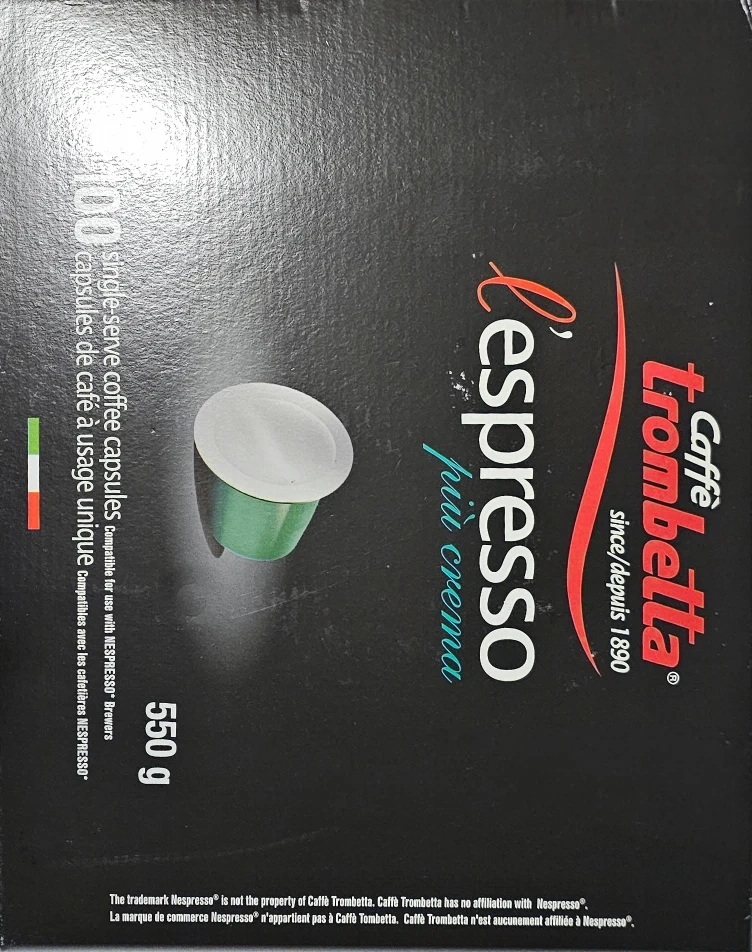 Caffè
trombetta®
since/depuis 1890
l'espresso
più crema
550 g
100 single-serve coffee capsules Compatible for use with NESPRESSO® Brewers
capsules de café à usage unique Compatibles avec les cafetières NESPRESSO®
The trademark Nespresso® is not the property of Caffè Trombetta. Caffè Trombetta has no affiliation with Nespresso®.
La marque de commerce Nespresso® n'appartient pas à Caffè Tombetta. Caffè Trombetta n'est aucunement affiliée à Nespresso®.